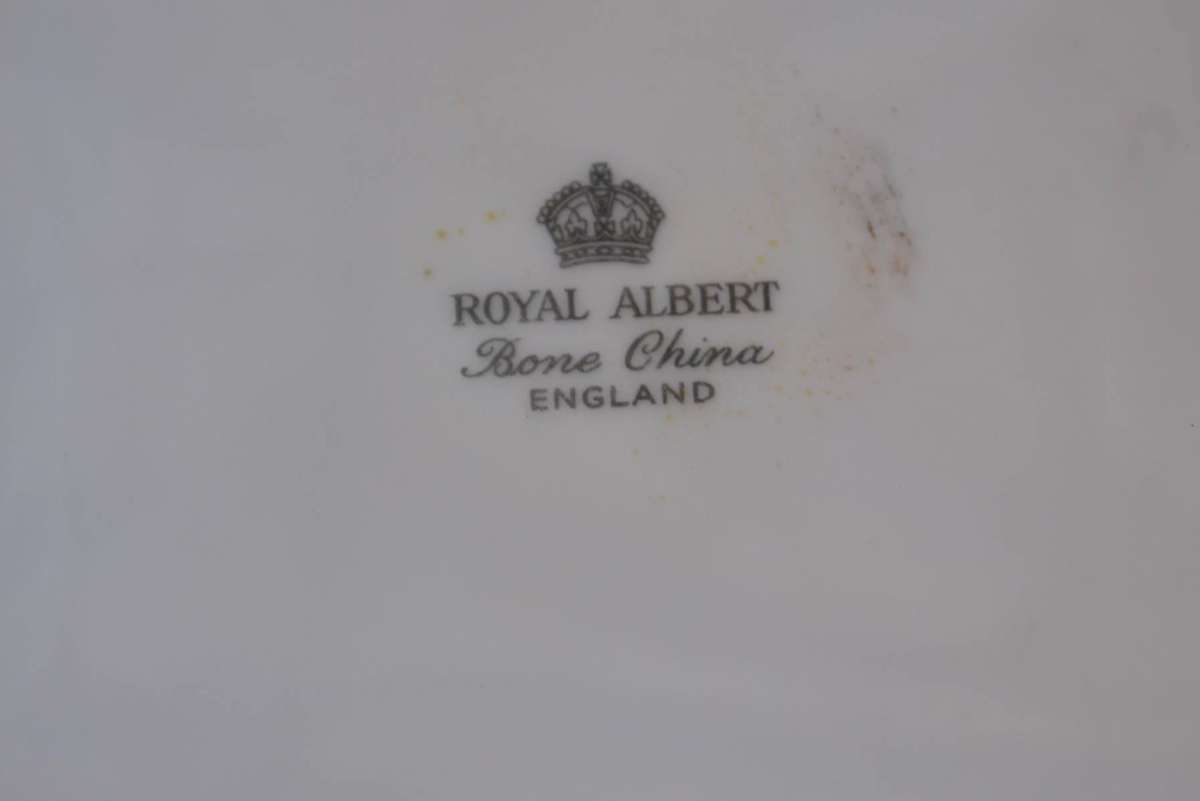 ROYAL ALBERT
Bone China
ENGLAND